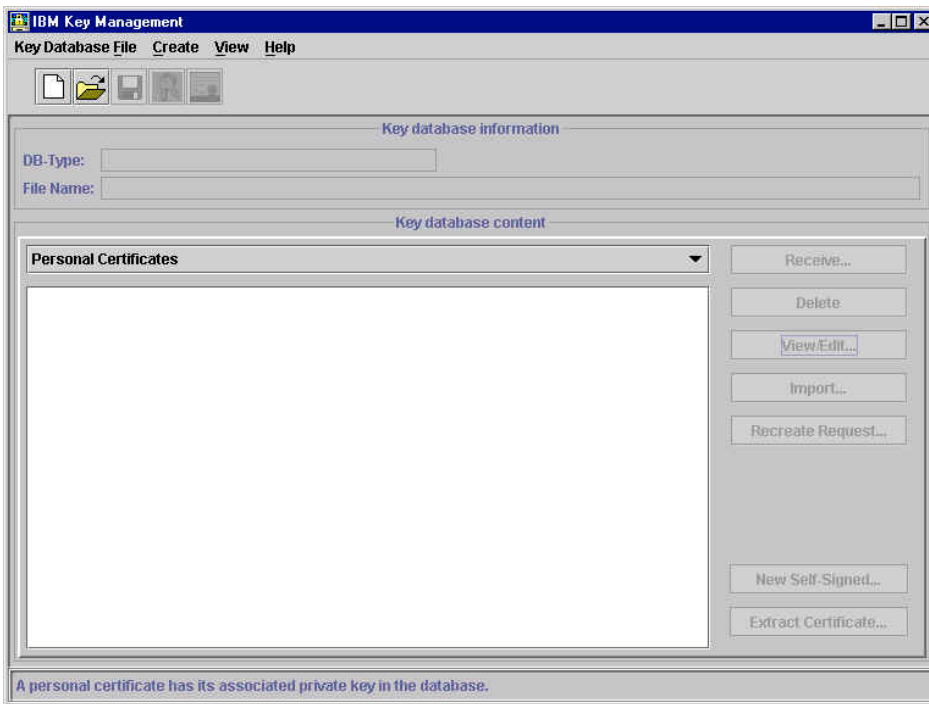 IBM Key Management
Key Database File Create View Help
Key database information
DB-Type:
File Name:
Key database content
Personal Certificates
Receive...
Delete
View/Edit...
Import...
Recreate Request...
New Self-Signed...
Extract Certificate...
A personal certificate has its associated private key in the database.